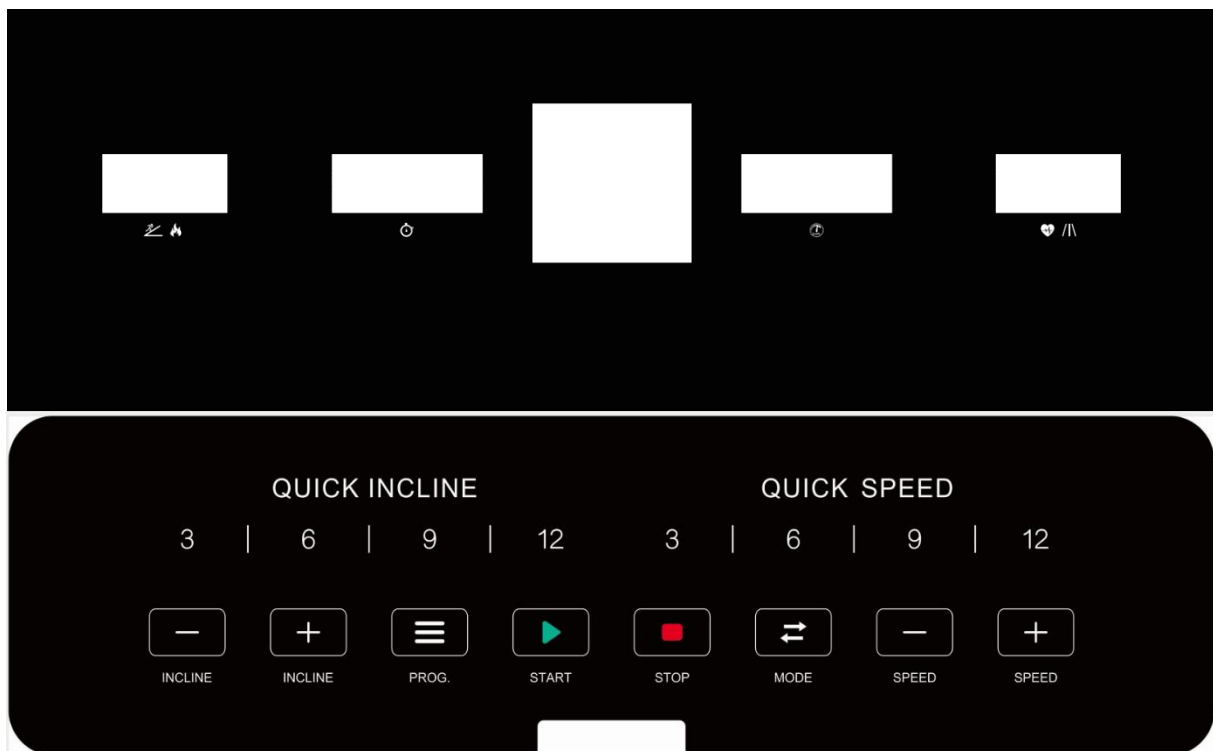 QUICK INCLINE QUICK SPEED
3 | 6 | 9 | 12 3 | 6 | 9 | 12
INCLINE INCLINE PROG. START STOP MODE SPEED SPEED